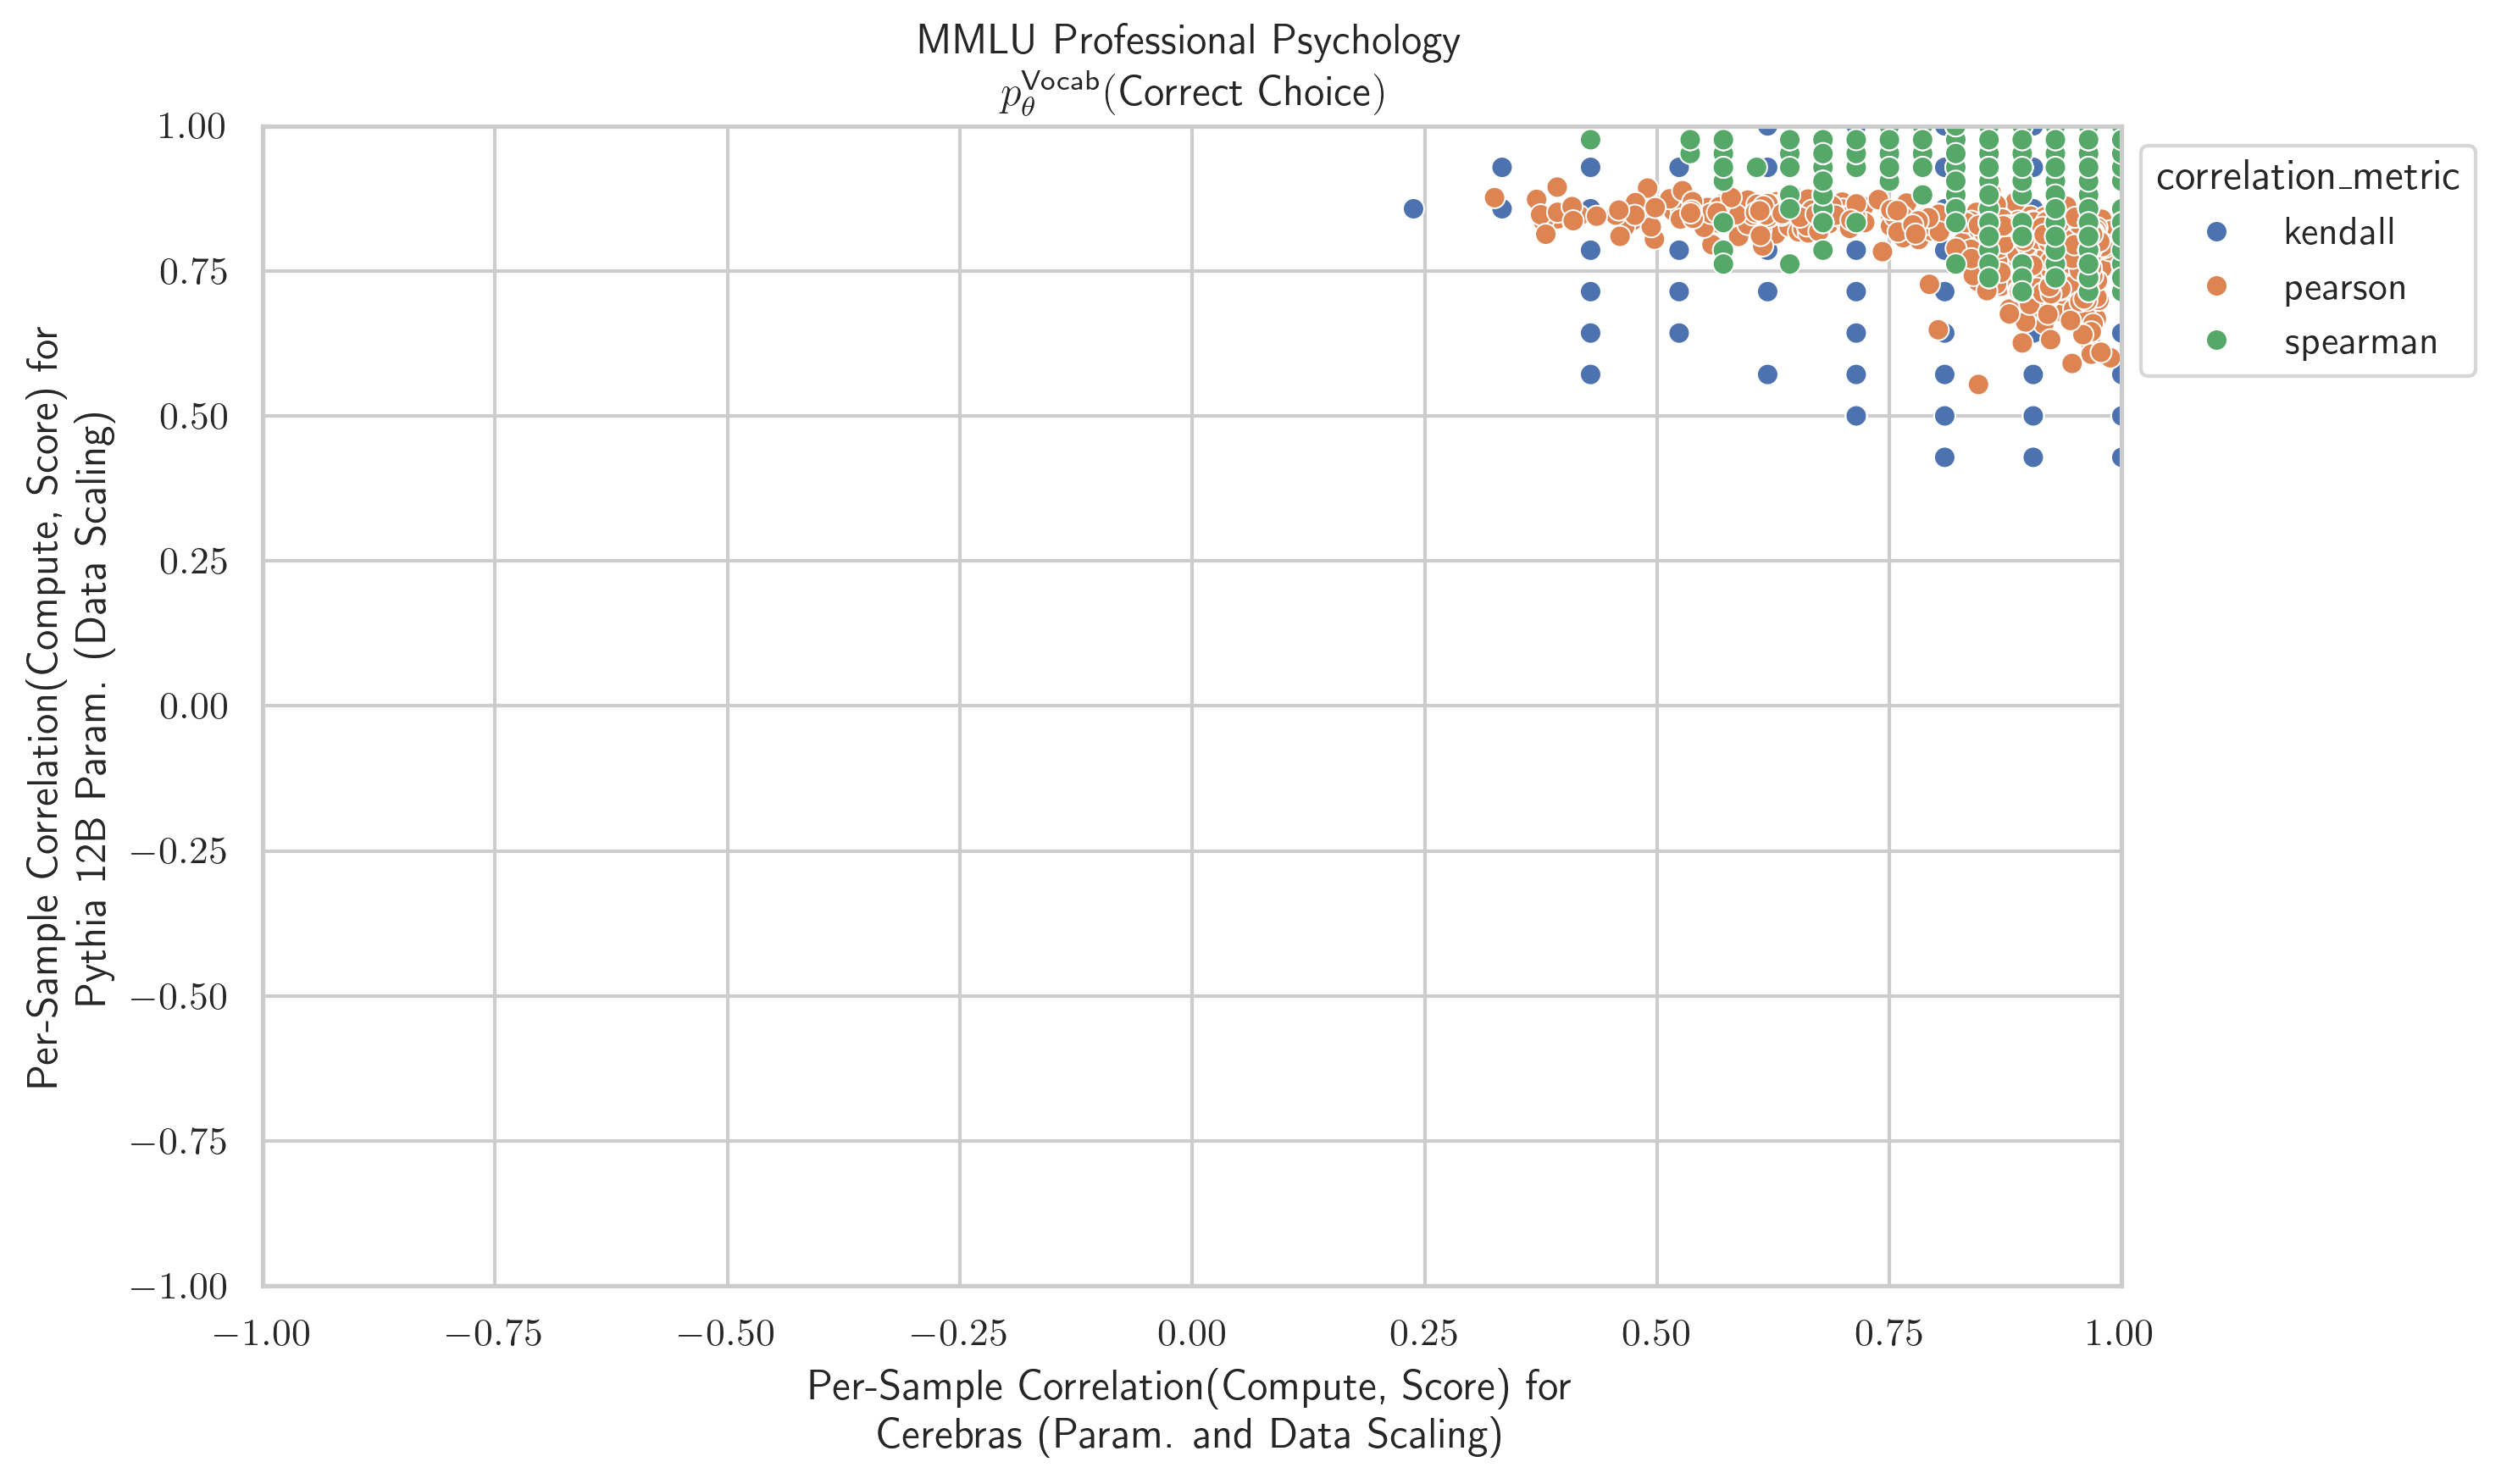 MMLU Professional Psychology
p_θ^Vocab(Correct Choice)
Per-Sample Correlation(Compute, Score) for
Pythia 12B Param. (Data Scaling)
1.00
0.75
0.50
0.25
0.00
−0.25
−0.50
−0.75
−1.00
−1.00
−0.75
−0.50
−0.25
0.00
0.25
0.50
0.75
1.00
Per-Sample Correlation(Compute, Score) for
Cerebras (Param. and Data Scaling)
correlation_metric
kendall
pearson
spearman